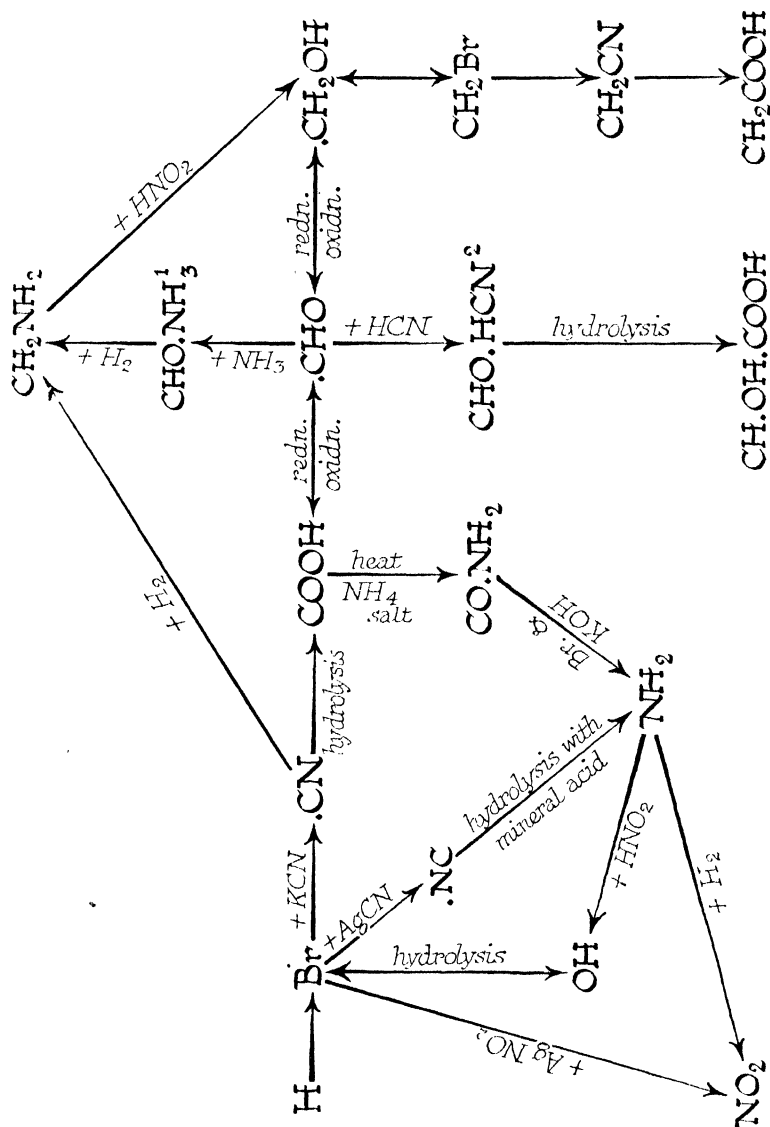 CH₂NH₂
+ H₂
+ H₂
+ HNO₂
CHO.NH₃¹
+ NH₃
H
Br
+ KCN
.CN
hydrolysis
COOH
redn.
oxidn.
.CHO
redn.
oxidn.
.CH₂OH
+ AgCN
heat
NH₄
salt
+ HCN
hydrolysis
.NC
CO.NH₂
CHO.HCN²
CH₂Br
+ Ag NO₂
hydrolysis with
mineral acid
Br. &
KOH
hydrolysis
OH
+ HNO₂
NH₂
CH₂CN
+ H₂
NO₂
CH.OH.COOH
CH₂COOH